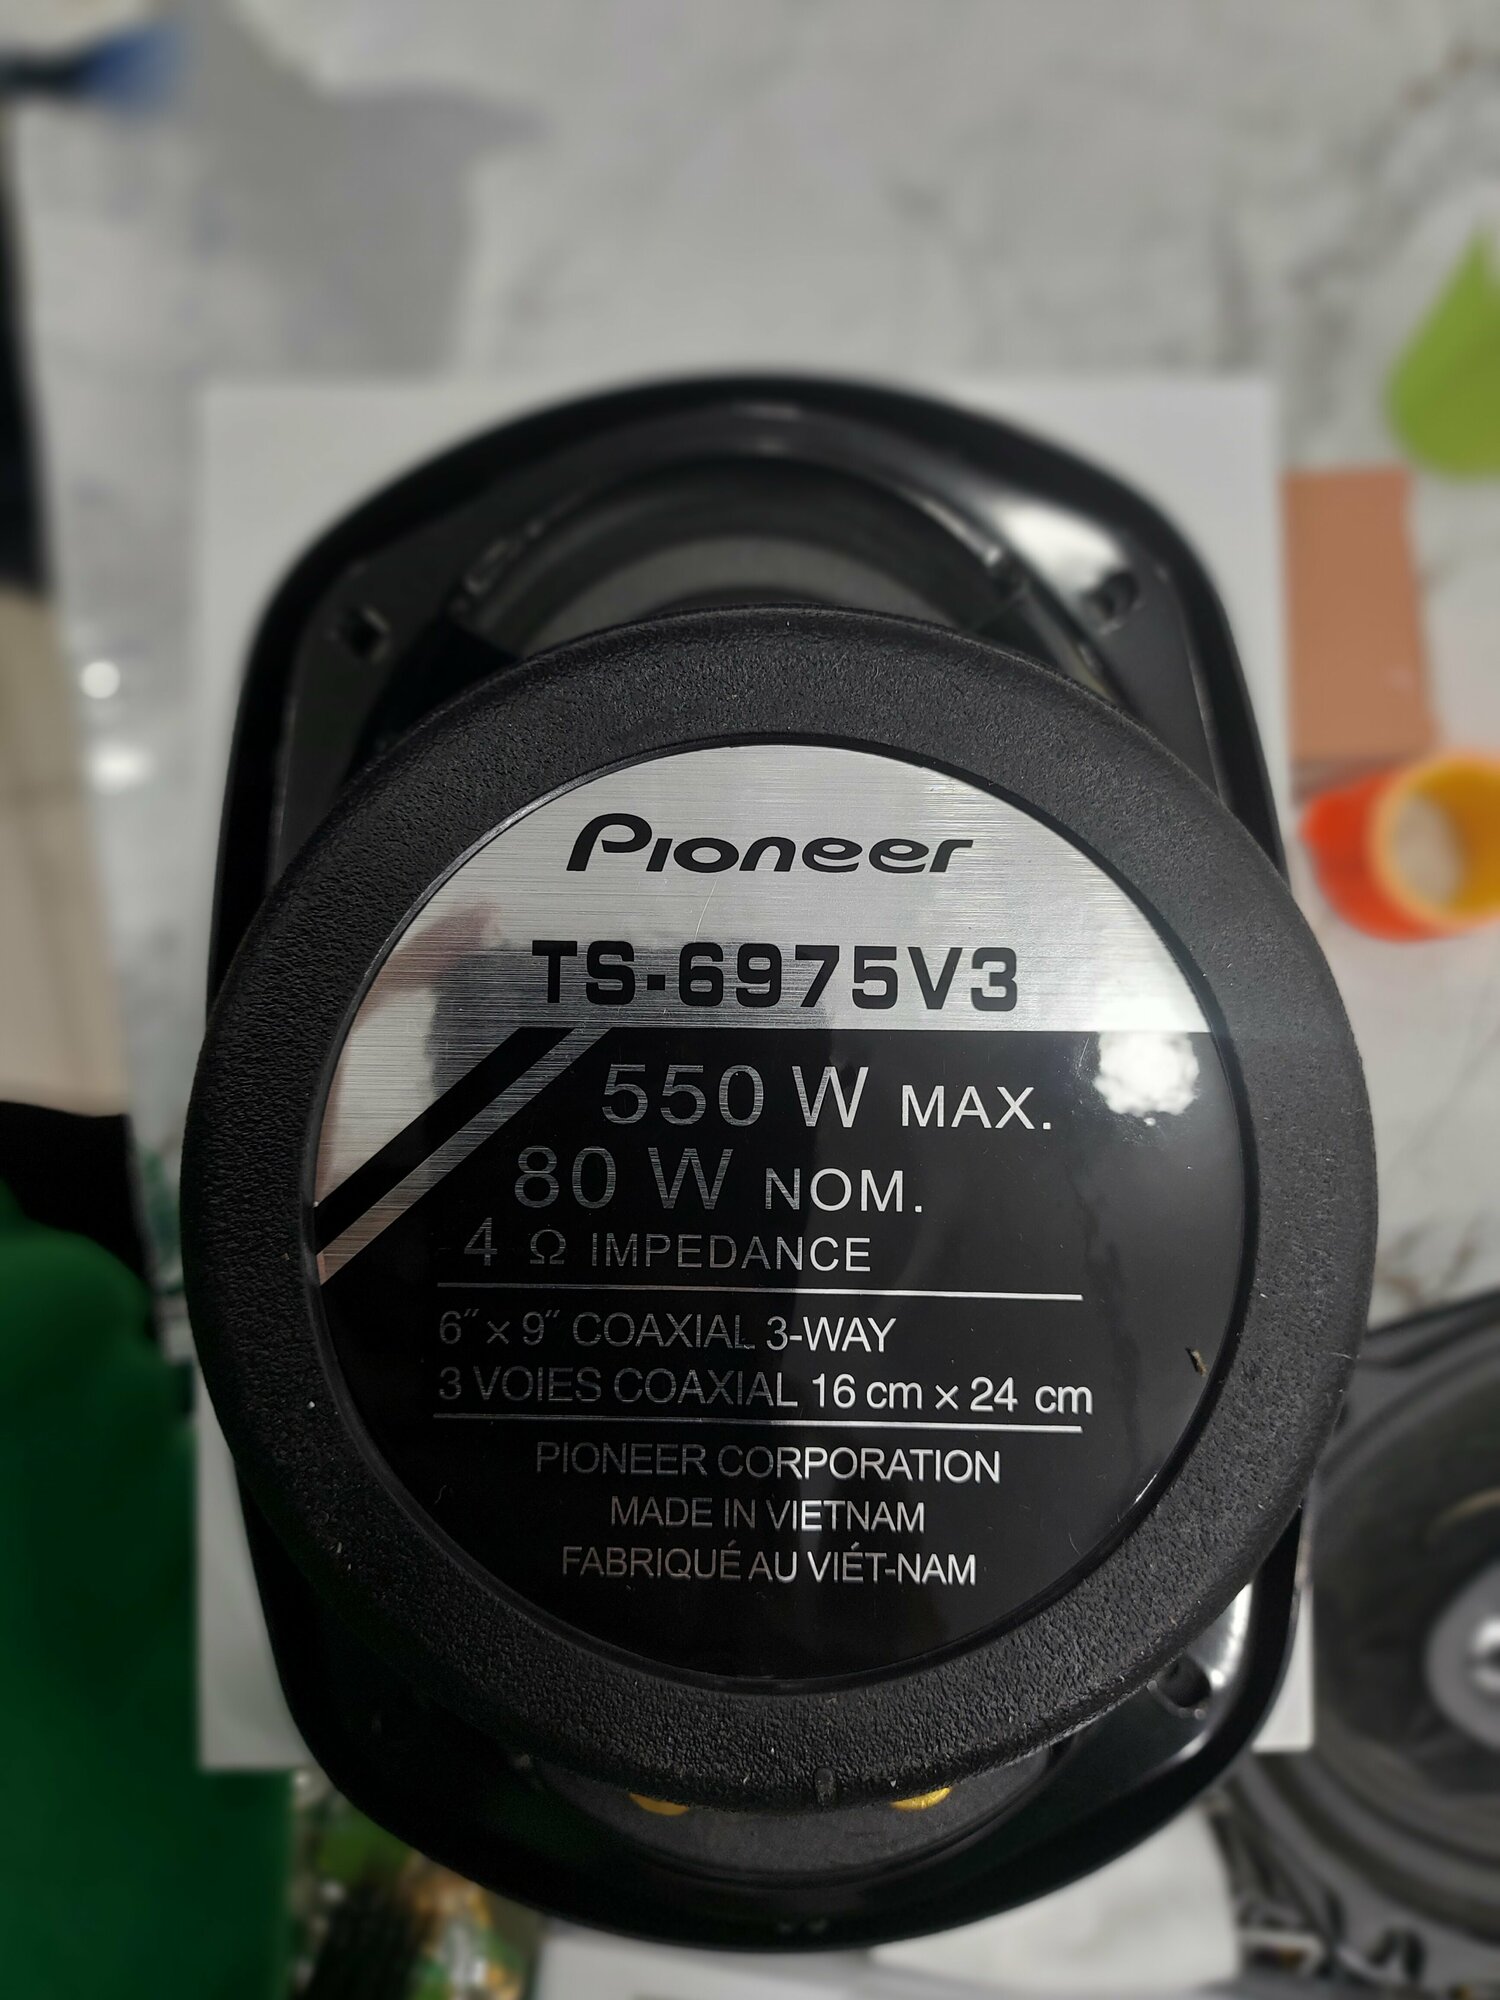 Pioneer
TS-6975V3
550 W MAX.
80 W NOM.
4 Ω IMPEDANCE
6″ × 9″ COAXIAL 3-WAY
3 VOIES COAXIAL 16 cm × 24 cm
PIONEER CORPORATION
MADE IN VIETNAM
FABRIQUÉ AU VIÉT-NAM